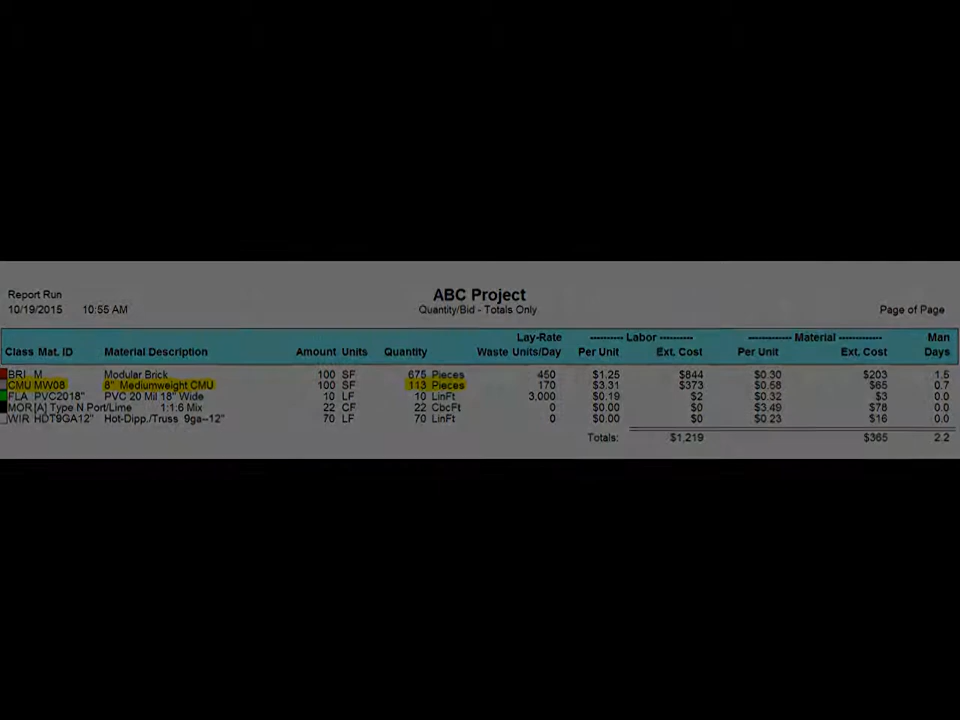 Report Run
ABC Project
10/19/2015 10:55 AM
Quantity/Bid - Totals Only
Page of Page
Lay-Rate ---------- Labor ---------- ------------- Material ------------- Man
Class Mat. ID Material Description Amount Units Quantity Waste Units/Day Per Unit Ext. Cost Per Unit Ext. Cost Days
BRI M Modular Brick 100 SF 675 Pieces 450 $1.25 $844 $0.30 $203 1.5
CMU MW08 8" Mediumweight CMU 100 SF 113 Pieces 170 $3.31 $373 $0.58 $65 0.7
FLA PVC2018" PVC 20 Mil 18" Wide 10 LF 10 LinFt 3,000 $0.19 $2 $0.32 $3 0.0
MOR [A] Type N Port/Lime 1:1:6 Mix 22 CF 22 CbcFt 0 $0.00 $0 $3.49 $78 0.0
WIR HDT9GA12" Hot-Dipp./Truss 9ga--12" 70 LF 70 LinFt 0 $0.00 $0 $0.23 $16 0.0
Totals: $1,219 $365 2.2